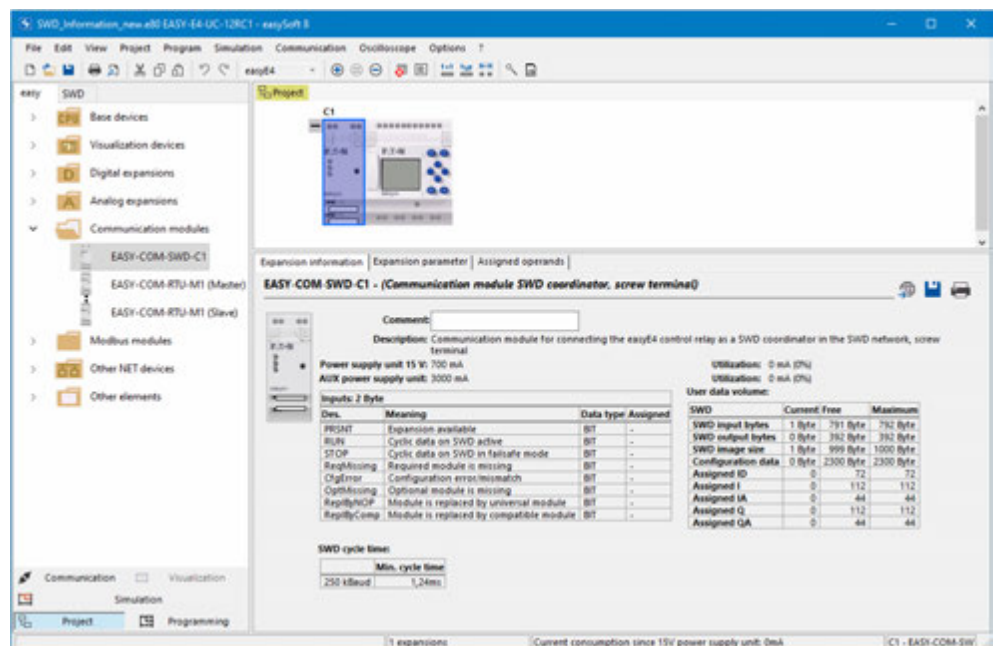 SWD_Information_new.e80 EASY-E4-UC-12RC1 - easySoft 8
File Edit View Project Program Simulation Communication Oscilloscope Options ?
easyE4
easy SWD
Base devices
Visualization devices
Digital expansions
Analog expansions
Communication modules
EASY-COM-SWD-C1
EASY-COM-RTU-M1 (Master)
EASY-COM-RTU-M1 (Slave)
Modbus modules
Other NET devices
Other elements
Communication Visualization
Simulation
Project Programming
Project
C1
Expansion information Expansion parameter Assigned operands
EASY-COM-SWD-C1 - (Communication module SWD coordinator, screw terminal)
Comment:
Description: Communication module for connecting the easyE4 control relay as a SWD coordinator in the SWD network, screw
terminal
Power supply unit 15 V: 700 mA Utilization: 0 mA (0%)
AUX power supply unit: 3000 mA Utilization: 0 mA (0%)
Inputs: 2 Byte
Des. Meaning Data type Assigned
PRSNT Expansion available BIT -
RUN Cyclic data on SWD active BIT -
STOP Cyclic data on SWD in failsafe mode BIT -
ReqMissing Required module is missing BIT -
CfgError Configuration error/mismatch BIT -
OptMissing Optional module is missing BIT -
ReplByNOP Module is replaced by universal module BIT -
ReplByComp Module is replaced by compatible module BIT -
User data volume:
SWD Current Free Maximum
SWD input bytes 1 Byte 791 Byte 792 Byte
SWD output bytes 0 Byte 392 Byte 392 Byte
SWD image size 1 Byte 999 Byte 1000 Byte
Configuration data 0 Byte 2300 Byte 2300 Byte
Assigned ID 0 72 72
Assigned I 0 112 112
Assigned IA 0 44 44
Assigned Q 0 112 112
Assigned QA 0 44 44
SWD cycle time:
Min. cycle time
250 kBaud 1,24ms
1 expansions Current consumption since 15V power supply unit: 0mA C1 - EASY-COM-SW